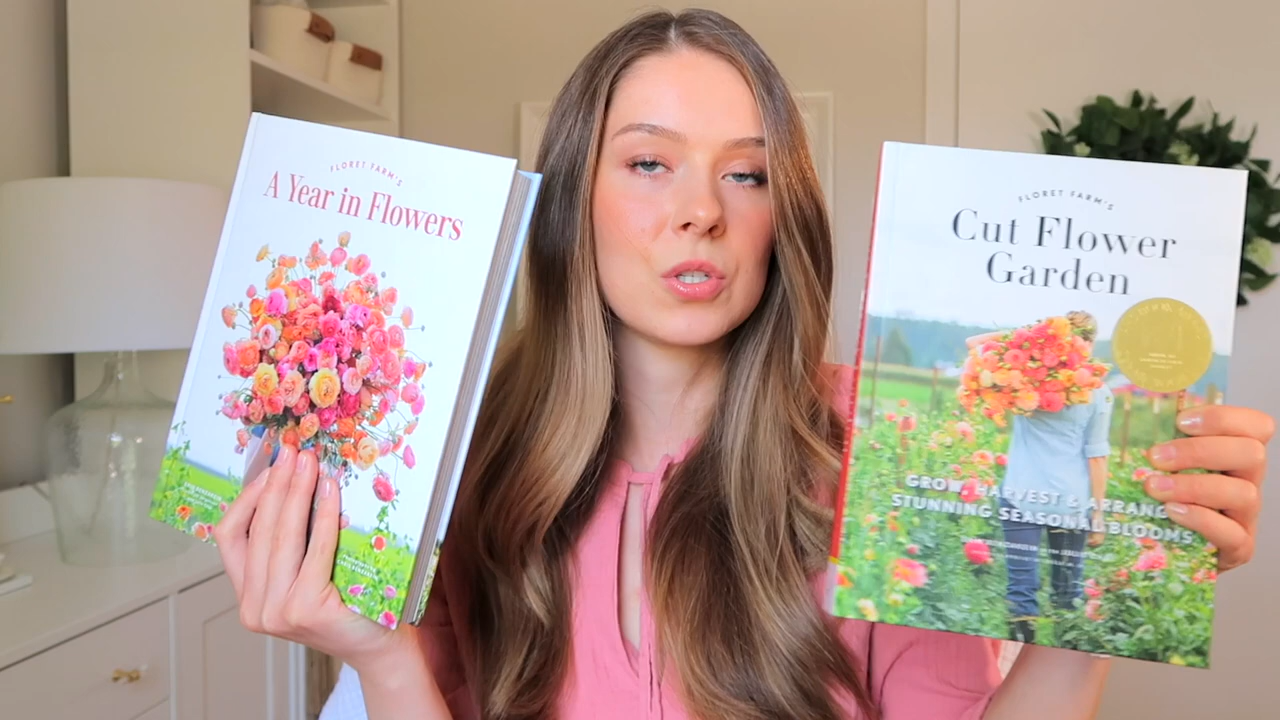 FLORET FARM'S
A Year in Flowers
FLORET FARM'S
Cut Flower
Garden
GROW, HARVEST & ARRANGE
STUNNING SEASONAL BLOOMS